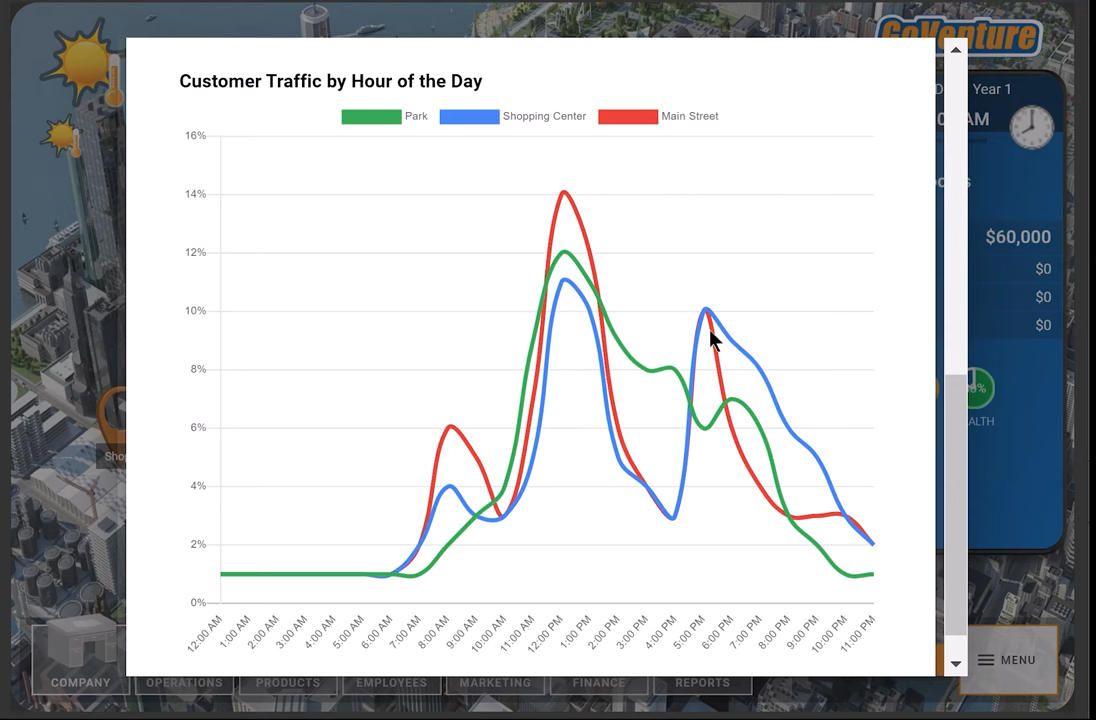 GoVenture
Year 1
AM
$60,000
$0
$0
$0
Customer Traffic by Hour of the Day
Park Shopping Center Main Street
16%
14%
12%
10%
8%
6%
4%
2%
0%
12:00 AM 1:00 AM 2:00 AM 3:00 AM 4:00 AM 5:00 AM 6:00 AM 7:00 AM 8:00 AM 9:00 AM 10:00 AM 11:00 AM 12:00 PM 1:00 PM 2:00 PM 3:00 PM 4:00 PM 5:00 PM 6:00 PM 7:00 PM 8:00 PM 9:00 PM 10:00 PM 11:00 PM
Shop
ALTH
COMPANY OPERATIONS PRODUCTS EMPLOYEES MARKETING FINANCE REPORTS
MENU